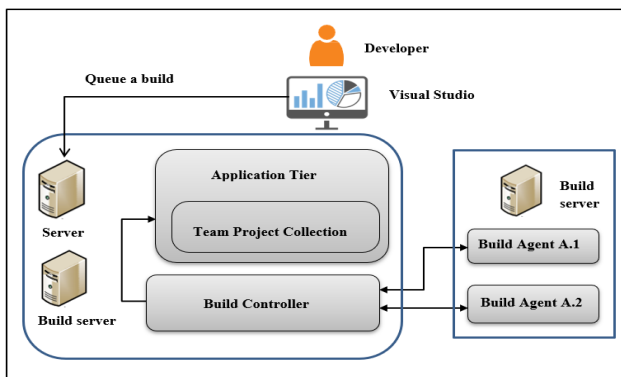 Developer
Queue a build
Visual Studio
Application Tier
Team Project Collection
Server
Build server
Build Controller
Build
server
Build Agent A.1
Build Agent A.2